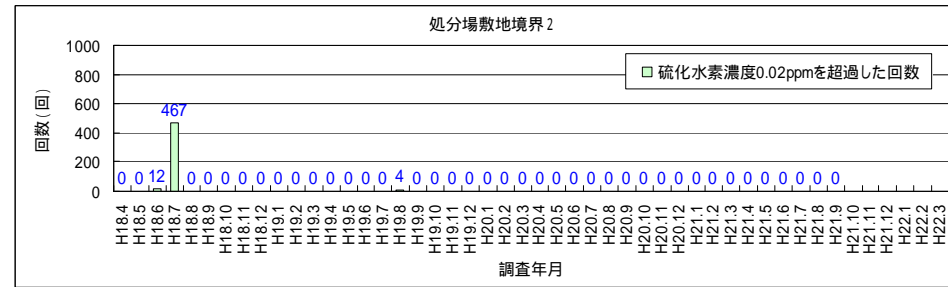 処分場敷地境界2
回数(回)
1000
800
600
400
200
0
□ 硫化水素濃度0.02ppmを超過した回数
0 0 12 467 0 0 0 0 0 0 0 0 0 0 0 0 4 0 0 0 0 0 0 0 0 0 0 0 0 0 0 0 0 0 0 0 0 0 0 0 0 0
H18.4 H18.5 H18.6 H18.7 H18.8 H18.9 H18.10 H18.11 H18.12 H19.1 H19.2 H19.3 H19.4 H19.5 H19.6 H19.7 H19.8 H19.9 H19.10 H19.11 H19.12 H20.1 H20.2 H20.3 H20.4 H20.5 H20.6 H20.7 H20.8 H20.9 H20.10 H20.11 H20.12 H21.1 H21.2 H21.3 H21.4 H21.5 H21.6 H21.7 H21.8 H21.9 H21.10 H21.11 H21.12 H22.1 H22.2 H22.3
調査年月